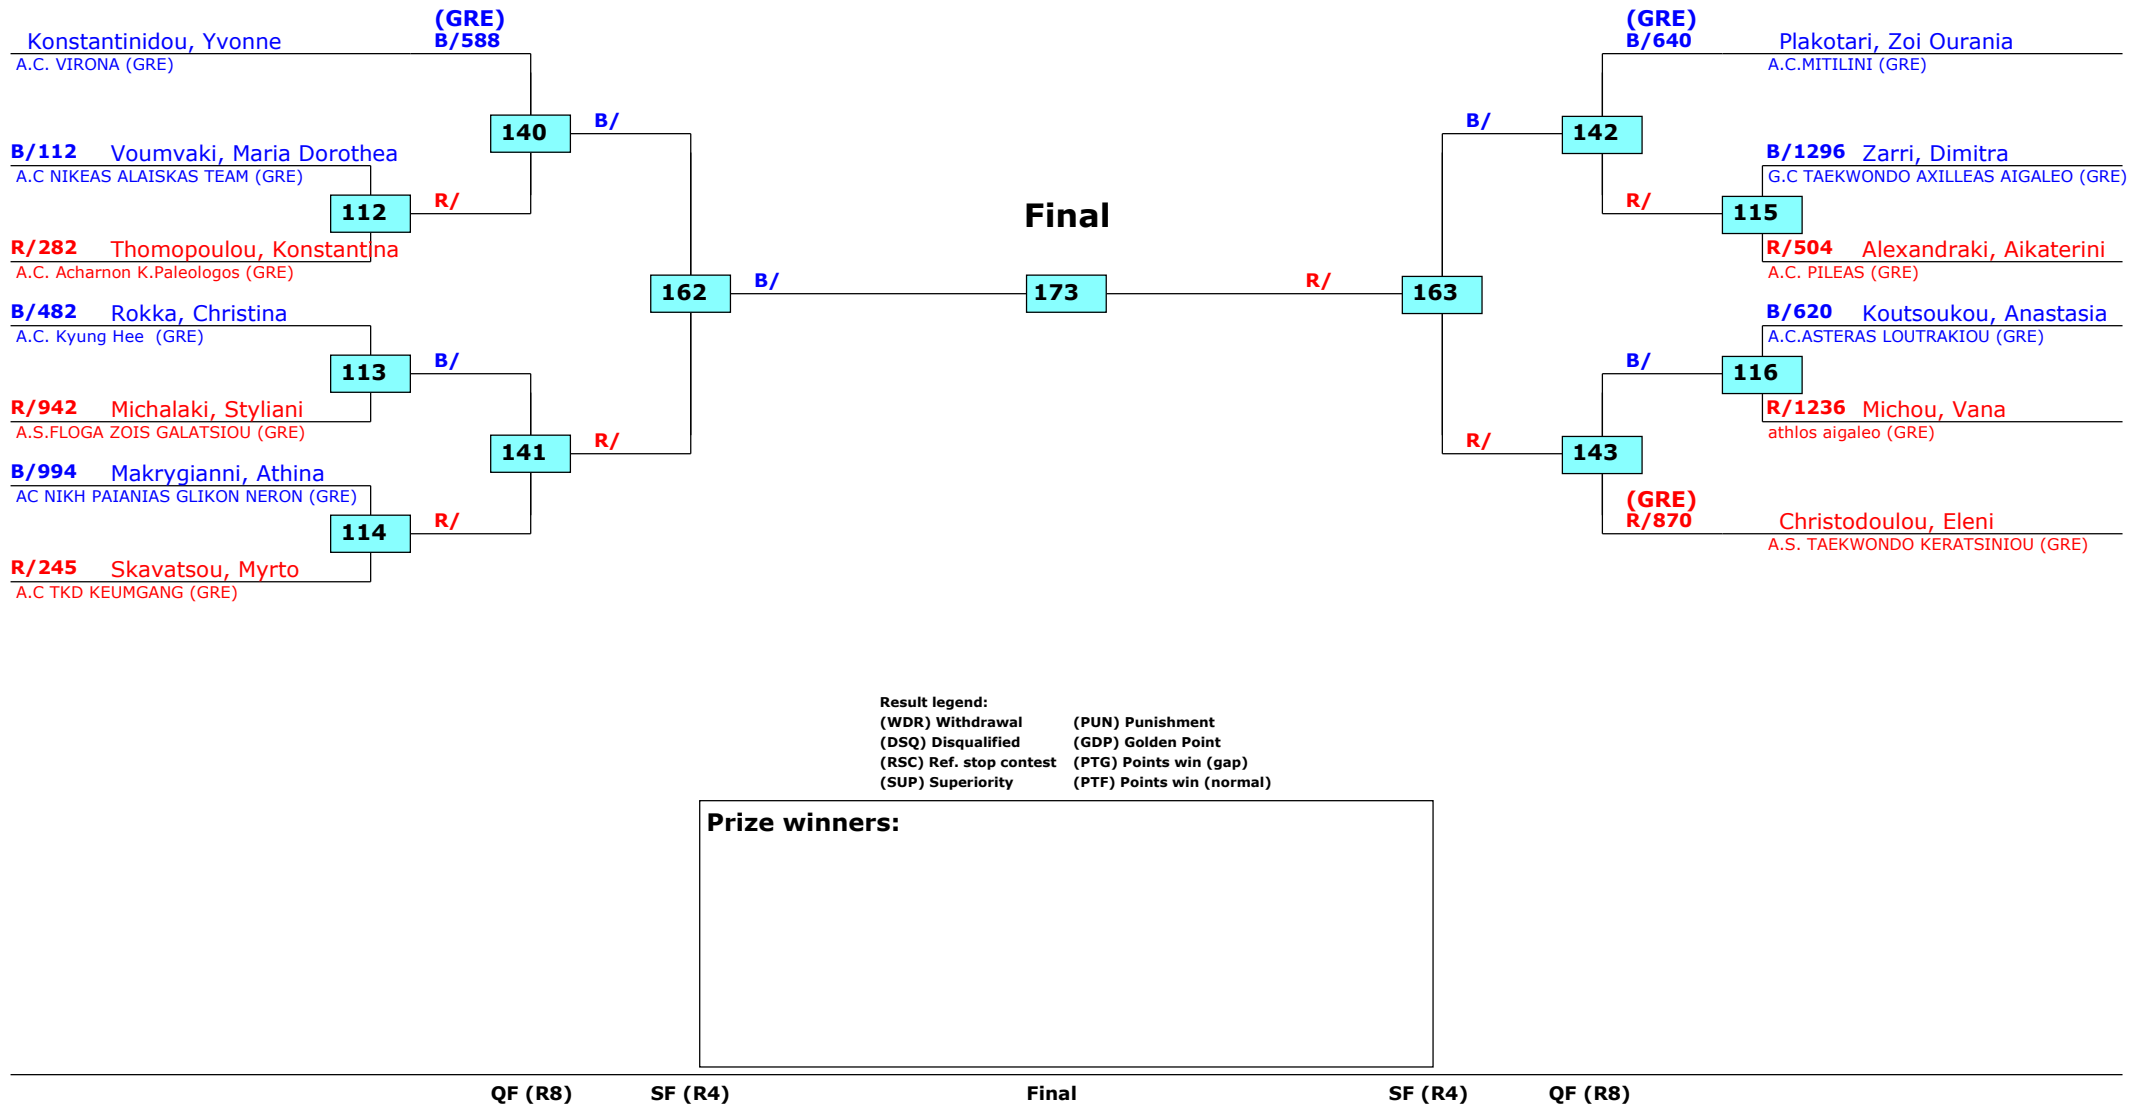 (GRE)
Konstantinidou, Yvonne B/588
A.C. VIRONA (GRE)
140 B/
B/112 Voumvaki, Maria Dorothea
A.C NIKEAS ALAISKAS TEAM (GRE)
112 R/
R/282 Thomopoulou, Konstantina
A.C. Acharnon K.Paleologos (GRE)
162 B/
B/482 Rokka, Christina
A.C. Kyung Hee (GRE)
113 B/
R/942 Michalaki, Styliani
A.S.FLOGA ZOIS GALATSIOU (GRE)
141 R/
B/994 Makrygianni, Athina
AC NIKH PAIANIAS GLIKON NERON (GRE)
114 R/
R/245 Skavatsou, Myrto
A.C TKD KEUMGANG (GRE)
Final
173
(GRE)
B/640 Plakotari, Zoi Ourania
A.C.MITILINI (GRE)
B/ 142
B/1296 Zarri, Dimitra
G.C TAEKWONDO AXILLEAS AIGALEO (GRE)
R/ 115
R/504 Alexandraki, Aikaterini
A.C. PILEAS (GRE)
R/ 163
B/620 Koutsoukou, Anastasia
A.C.ASTERAS LOUTRAKIOU (GRE)
B/ 116
R/1236 Michou, Vana
athlos aigaleo (GRE)
R/ 143
(GRE)
R/870 Christodoulou, Eleni
A.S. TAEKWONDO KERATSINIOU (GRE)
Result legend:
(WDR) Withdrawal (PUN) Punishment
(DSQ) Disqualified (GDP) Golden Point
(RSC) Ref. stop contest (PTG) Points win (gap)
(SUP) Superiority (PTF) Points win (normal)
Prize winners:
QF (R8) SF (R4) Final SF (R4) QF (R8)